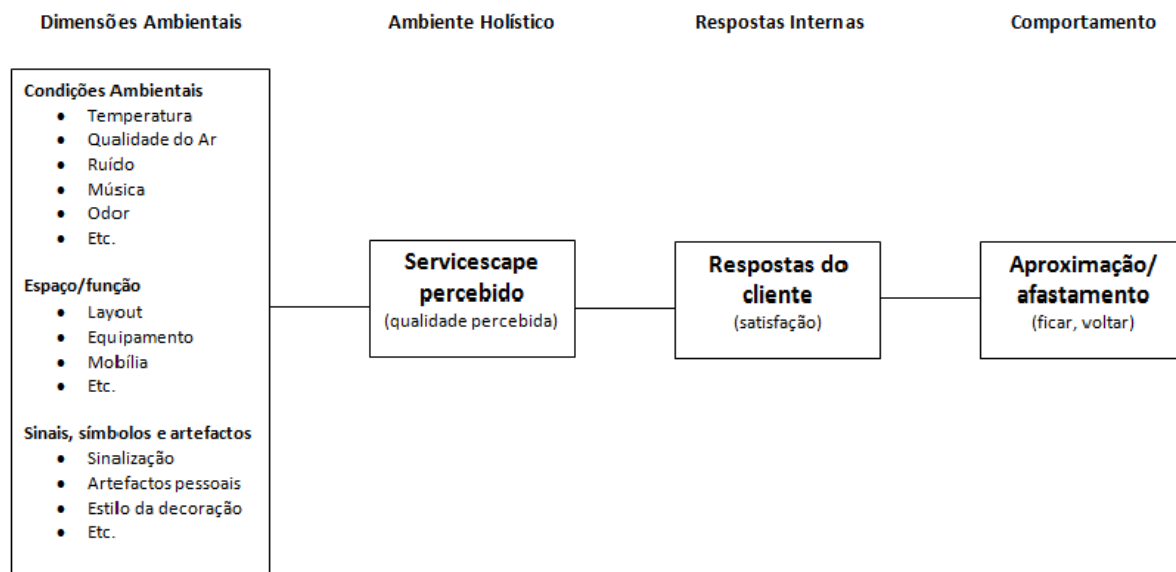 Dimensões Ambientais
Ambiente Holístico
Respostas Internas
Comportamento
Condições Ambientais
• Temperatura
• Qualidade do Ar
• Ruído
• Música
• Odor
• Etc.
Espaço/função
• Layout
• Equipamento
• Mobília
• Etc.
Sinais, símbolos e artefactos
• Sinalização
• Artefactos pessoais
• Estilo da decoração
• Etc.
Servicescape
percebido
(qualidade percebida)
Respostas do
cliente
(satisfação)
Aproximação/
afastamento
(ficar, voltar)